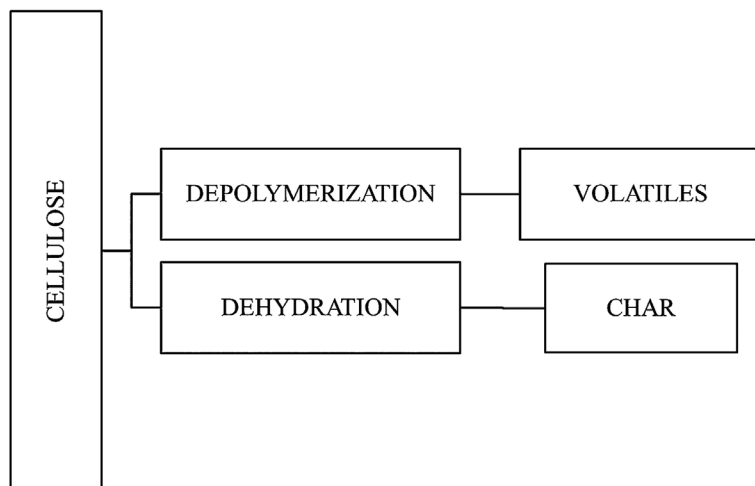 CELLULOSE
DEPOLYMERIZATION
VOLATILES
DEHYDRATION
CHAR